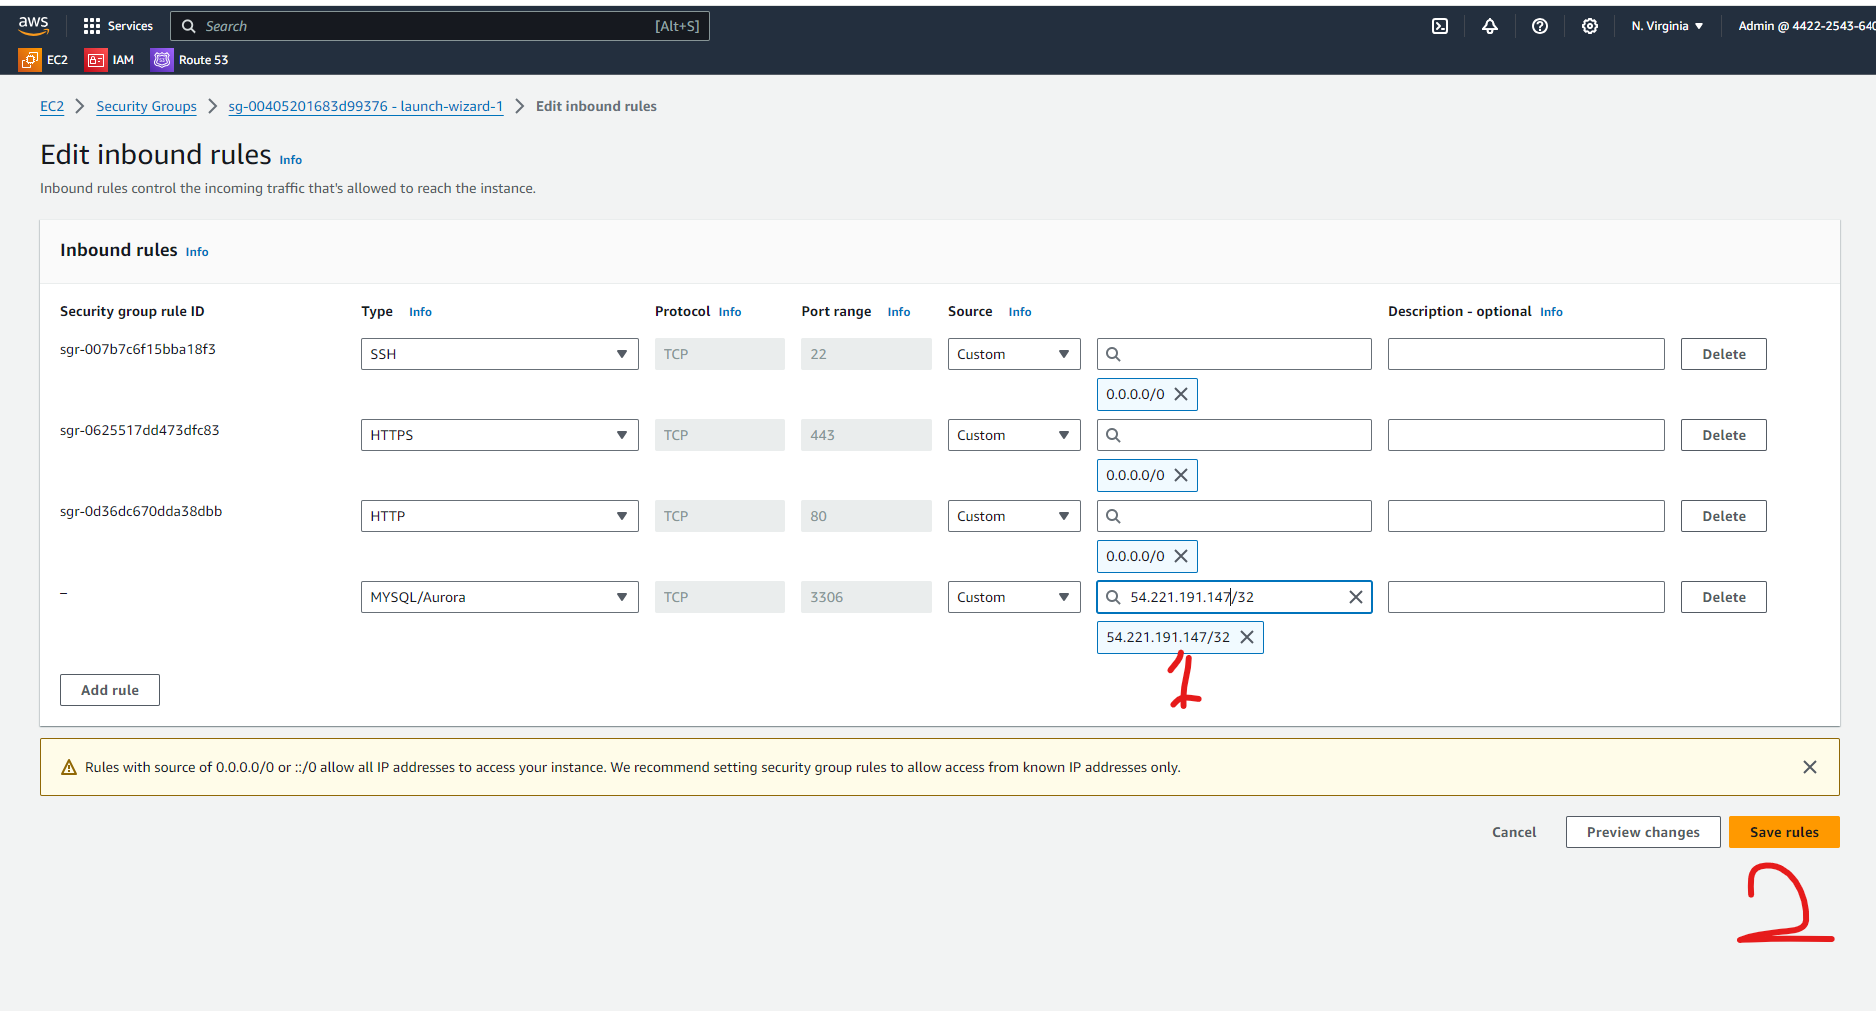 aws Services Search [Alt+S] N. Virginia Admin @ 4422-2543-640
EC2 IAM Route 53
EC2 Security Groups sg-00405201683d99376 - launch-wizard-1 Edit inbound rules
Edit inbound rules Info
Inbound rules control the incoming traffic that's allowed to reach the instance.
Inbound rules Info
Security group rule ID Type Info Protocol Info Port range Info Source Info Description - optional Info
sgr-007b7c6f15bba18f3 SSH TCP 22 Custom Delete
0.0.0.0/0
sgr-0625517dd473dfc83 HTTPS TCP 443 Custom Delete
0.0.0.0/0
sgr-0d36dc670dda38dbb HTTP TCP 80 Custom Delete
0.0.0.0/0
– MYSQL/Aurora TCP 3306 Custom 54.221.191.147/32 Delete
54.221.191.147/32
1
Add rule
Rules with source of 0.0.0.0/0 or ::/0 allow all IP addresses to access your instance. We recommend setting security group rules to allow access from known IP addresses only.
Cancel Preview changes Save rules
2